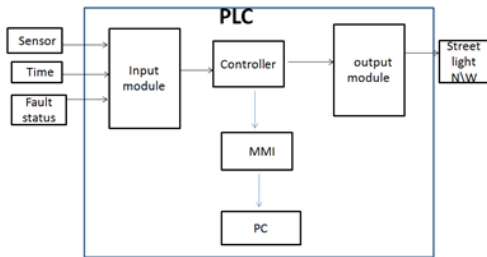 PLC
Sensor
Time
Fault
status
Input
module
Controller
output
module
Street
light
N\W
MMI
PC